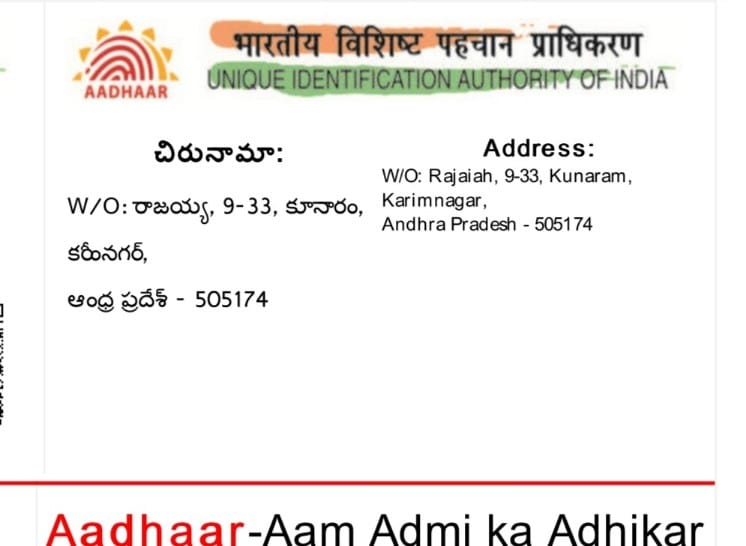 भारतीय विशिष्ट पहचान प्राधिकरण
UNIQUE IDENTIFICATION AUTHORITY OF INDIA
AADHAAR
చిరునామా:
W/O: రాజయ్య, 9-33, కూనారం,
కరీంనగర్,
ఆంధ్ర ప్రదేశ్ - 505174
Address:
W/O: Rajaiah, 9-33, Kunaram,
Karimnagar,
Andhra Pradesh - 505174
Aadhaar-Aam Admi ka Adhikar